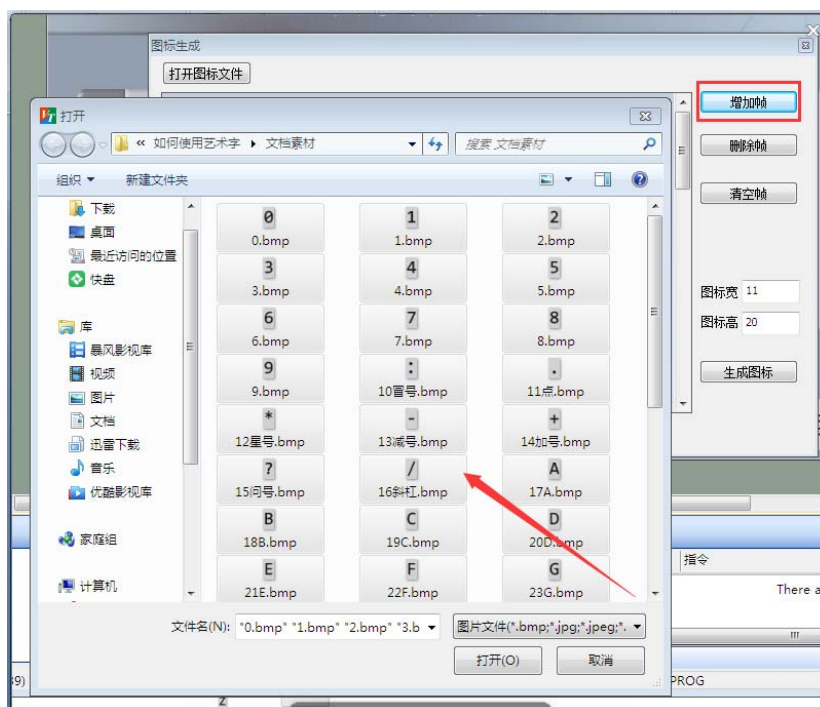 图标生成
打开图标文件
增加帧
打开
« 如何使用艺术字 ▸ 文档素材
搜索 文档素材
删除帧
组织 新建文件夹
清空帧
下载
桌面
最近访问的位置
快盘
库
暴风影视库
视频
图片
文档
迅雷下载
音乐
优酷影视库
家庭组
计算机
0 1 2
0.bmp 1.bmp 2.bmp
3 4 5
3.bmp 4.bmp 5.bmp
6 7 8
6.bmp 7.bmp 8.bmp
9 : .
9.bmp 10冒号.bmp 11点.bmp
* - +
12星号.bmp 13减号.bmp 14加号.bmp
? / A
15问号.bmp 16斜杠.bmp 17A.bmp
B C D
18B.bmp 19C.bmp 20D.bmp
E F G
21E.bmp 22F.bmp 23G.bmp
图标宽 11
图标高 20
生成图标
指令
There a
文件名(N): "0.bmp" "1.bmp" "2.bmp" "3.b 图片文件(*.bmp;*.jpg;*.jpeg;*.
打开(O) 取消
39) PROG
Z